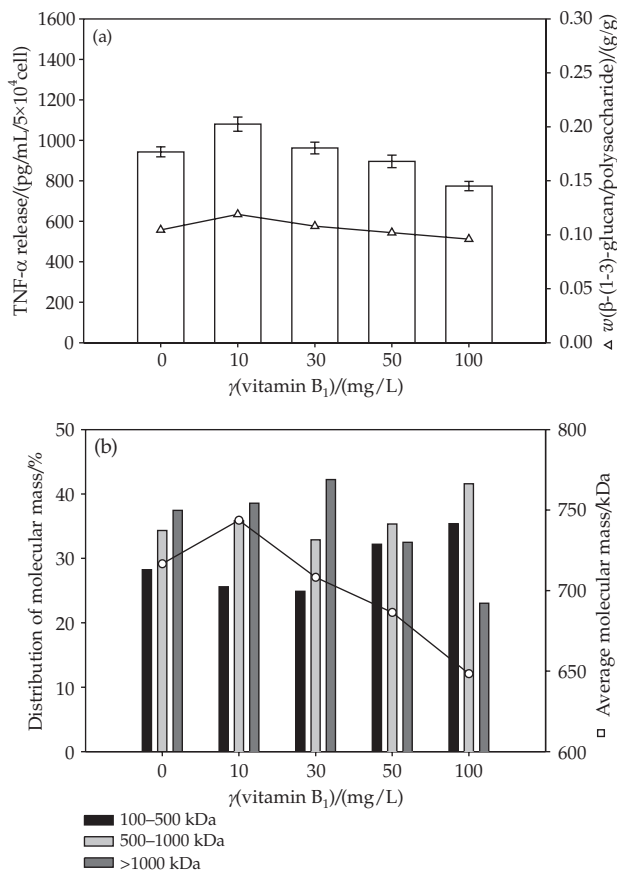 (a)
1600
1400
1200
1000
800
600
400
200
0
TNF-α release/(pg/mL/5×10⁴cell)
0.30
0.25
0.20
0.15
0.10
0.05
0.00
△ w(β-(1-3)-glucan/polysaccharide)/(g/g)
0 10 30 50 100
γ(vitamin B₁)/(mg/L)
(b)
50
40
30
20
10
0
Distribution of molecular mass/%
800
750
700
650
600
□ Average molecular mass/kDa
0 10 30 50 100
γ(vitamin B₁)/(mg/L)
100–500 kDa
500–1000 kDa
>1000 kDa